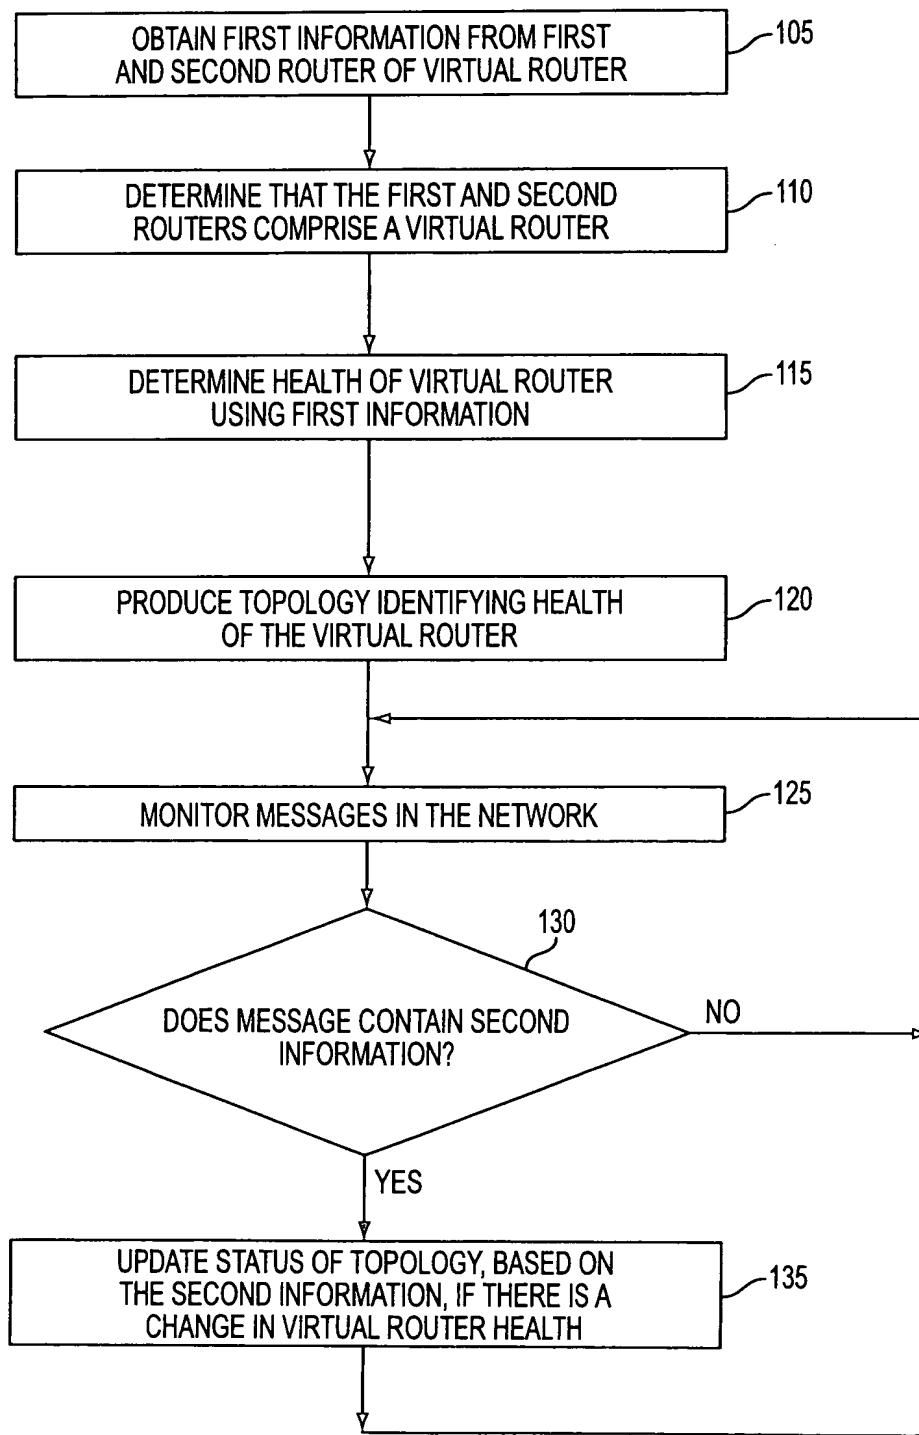 OBTAIN FIRST INFORMATION FROM FIRST
AND SECOND ROUTER OF VIRTUAL ROUTER
105
DETERMINE THAT THE FIRST AND SECOND
ROUTERS COMPRISE A VIRTUAL ROUTER
110
DETERMINE HEALTH OF VIRTUAL ROUTER
USING FIRST INFORMATION
115
PRODUCE TOPOLOGY IDENTIFYING HEALTH
OF THE VIRTUAL ROUTER
120
MONITOR MESSAGES IN THE NETWORK
125
130
DOES MESSAGE CONTAIN SECOND
INFORMATION?
NO
YES
UPDATE STATUS OF TOPOLOGY, BASED ON
THE SECOND INFORMATION, IF THERE IS A
CHANGE IN VIRTUAL ROUTER HEALTH
135